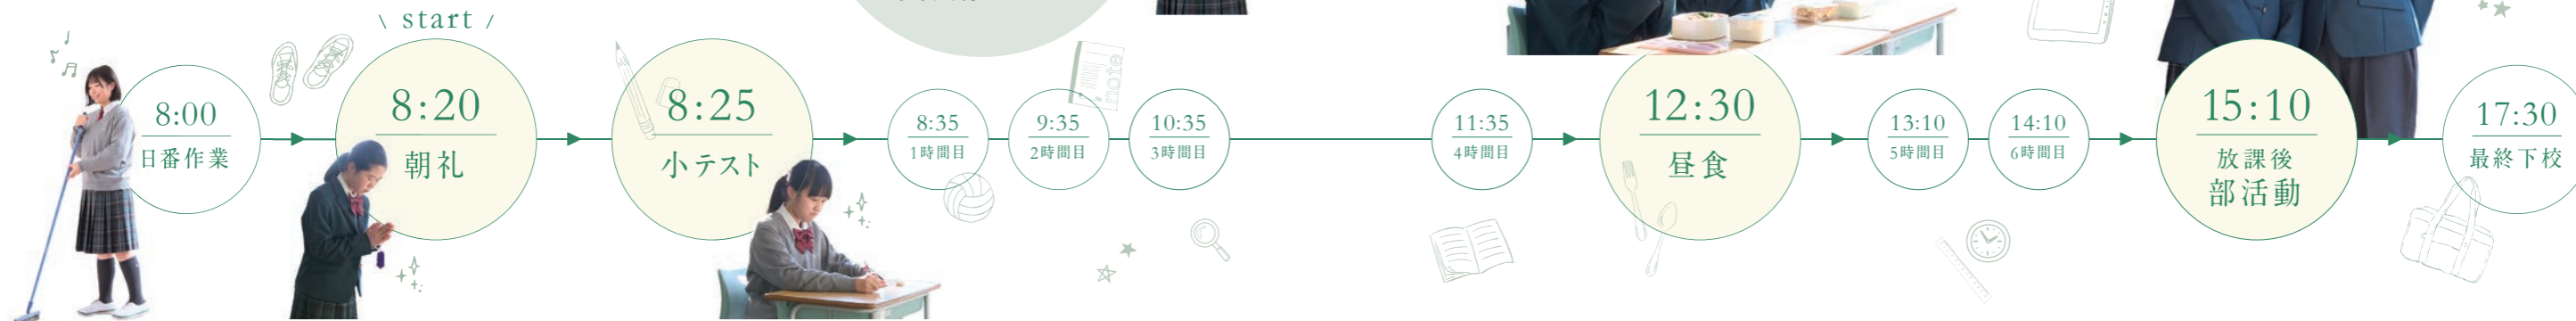 \ start /
8:00
日番作業
8:20
朝礼
8:25
小テスト
8:35
1時間目
9:35
2時間目
10:35
3時間目
11:35
4時間目
12:30
昼食
13:10
5時間目
14:10
6時間目
15:10
放課後
部活動
17:30
最終下校
note